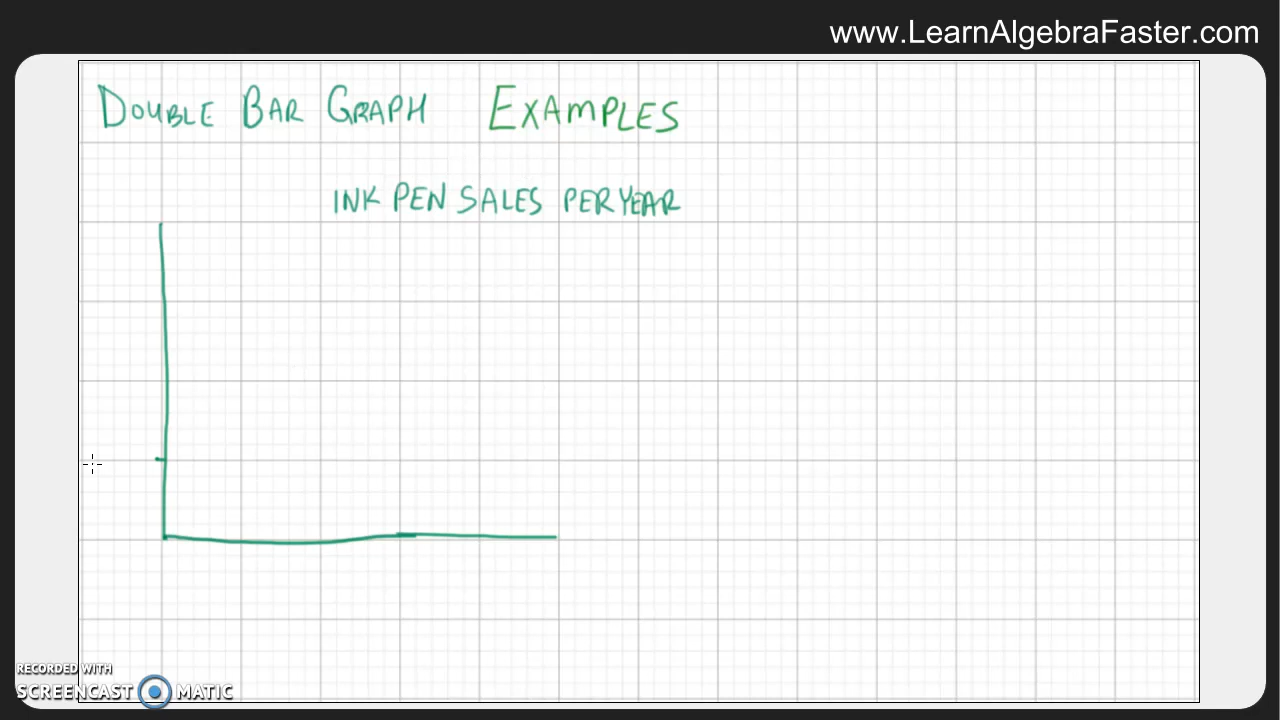 www.LearnAlgebraFaster.com
DOUBLE BAR GRAPH EXAMPLES
INK PEN SALES PER YEAR
RECORDED WITH
SCREENCAST MATIC